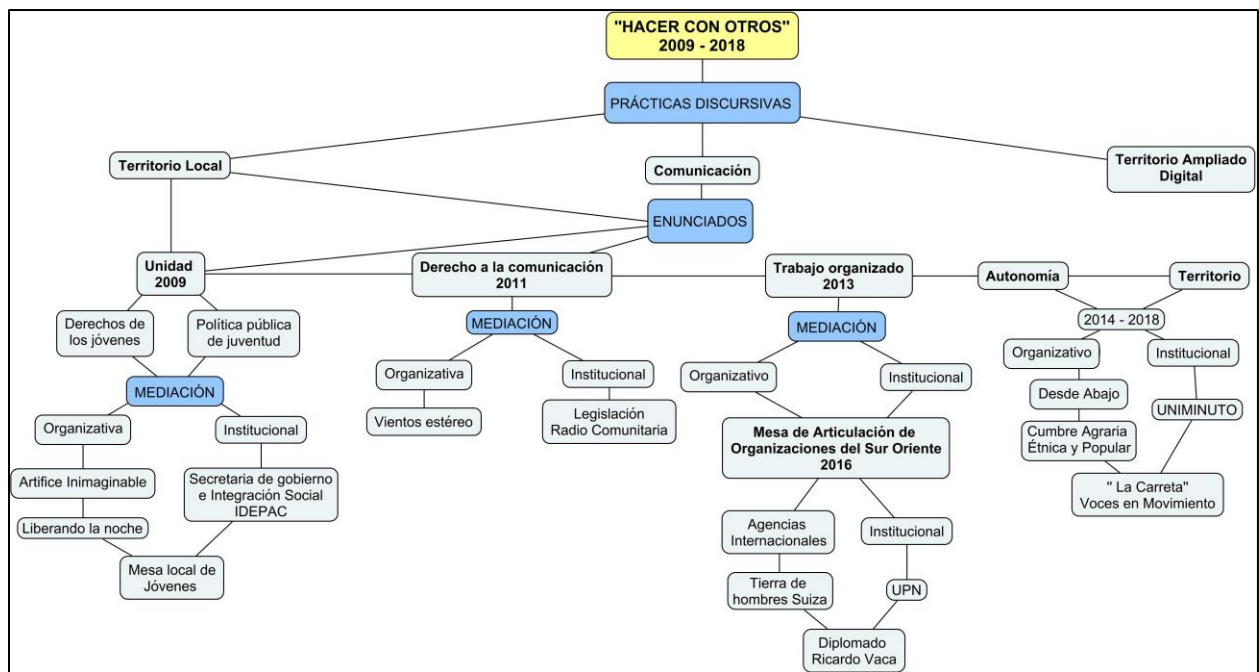 "HACER CON OTROS"
2009 - 2018
PRÁCTICAS DISCURSIVAS
Territorio Local
Comunicación
Territorio Ampliado
Digital
ENUNCIADOS
Unidad
2009
Derecho a la comunicación
2011
Trabajo organizado
2013
Autonomía
Territorio
Derechos de
los jóvenes
Política pública
de juventud
MEDIACIÓN
Organizativa
Institucional
Artifice Inimaginable
Secretaria de gobierno
e Integración Social
IDEPAC
Liberando la noche
Mesa local de
Jóvenes
MEDIACIÓN
Organizativa
Institucional
Vientos estéreo
Legislación
Radio Comunitaria
MEDIACIÓN
Organizativo
Institucional
Mesa de Articulación de
Organizaciones del Sur Oriente
2016
Agencias
Internacionales
Institucional
Tierra de
hombres Suiza
UPN
Diplomado
Ricardo Vaca
2014 - 2018
Organizativo
Institucional
Desde Abajo
UNIMINUTO
Cumbre Agraria
Étnica y Popular
" La Carreta"
Voces en Movimiento